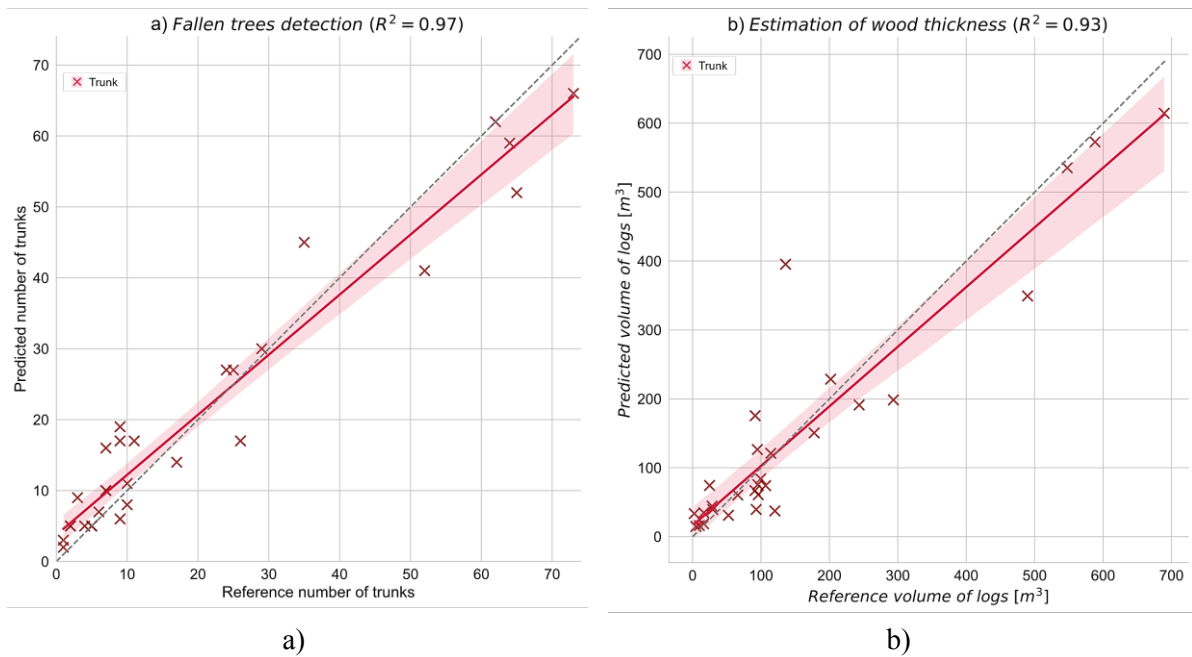 a) Fallen trees detection (R² = 0.97)
Trunk
70
60
50
40
30
20
10
0
Predicted number of trunks
0 10 20 30 40 50 60 70
Reference number of trunks
a)
b) Estimation of wood thickness (R² = 0.93)
Trunk
700
600
500
400
300
200
100
0
Predicted volume of logs [m³]
0 100 200 300 400 500 600 700
Reference volume of logs [m³]
b)